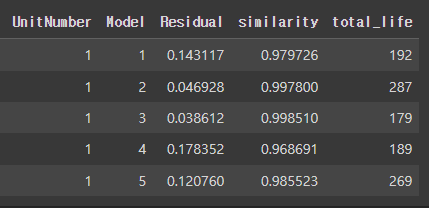 UnitNumber Model Residual similarity total_life
1 1 0.143117 0.979726 192
1 2 0.046928 0.997800 287
1 3 0.038612 0.998510 179
1 4 0.178352 0.968691 189
1 5 0.120760 0.985523 269